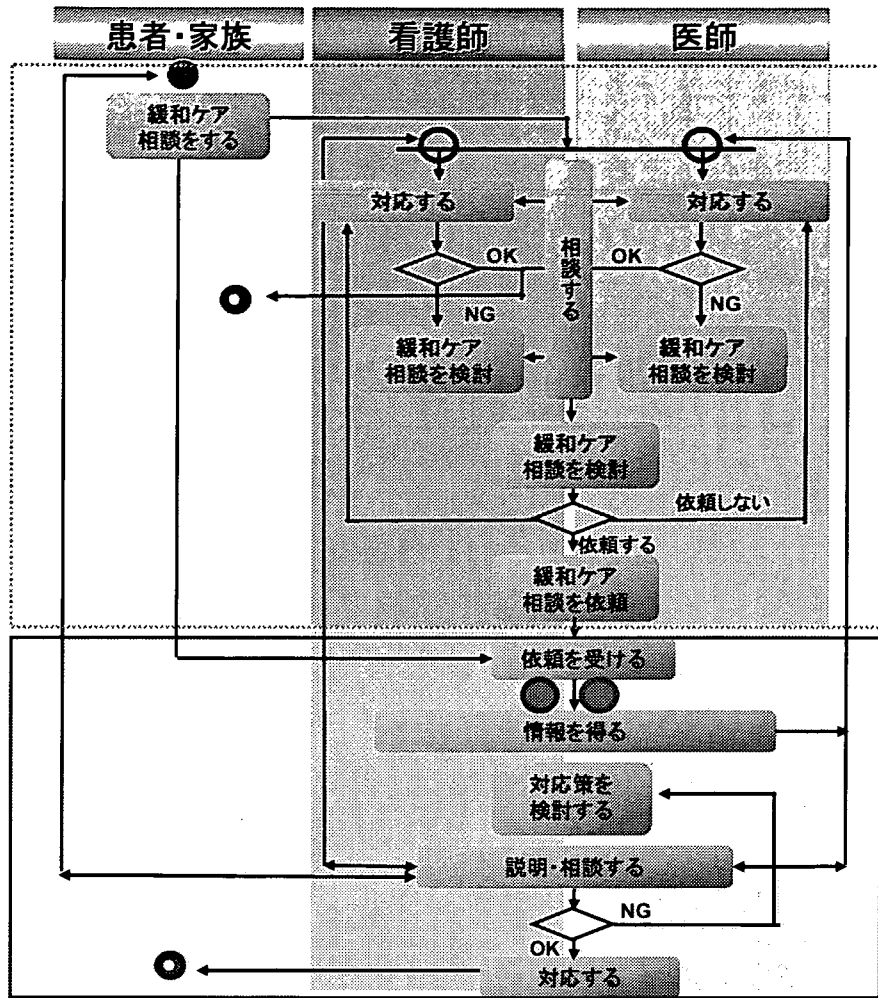 患者・家族
看護師
医師
緩和ケア
相談をする
対応する
対応する
相談する
OK
OK
NG
NG
緩和ケア
相談を検討
緩和ケア
相談を検討
緩和ケア
相談を検討
依頼しない
依頼する
緩和ケア
相談を依頼
依頼を受ける
情報を得る
対応策を
検討する
説明・相談する
NG
OK
対応する